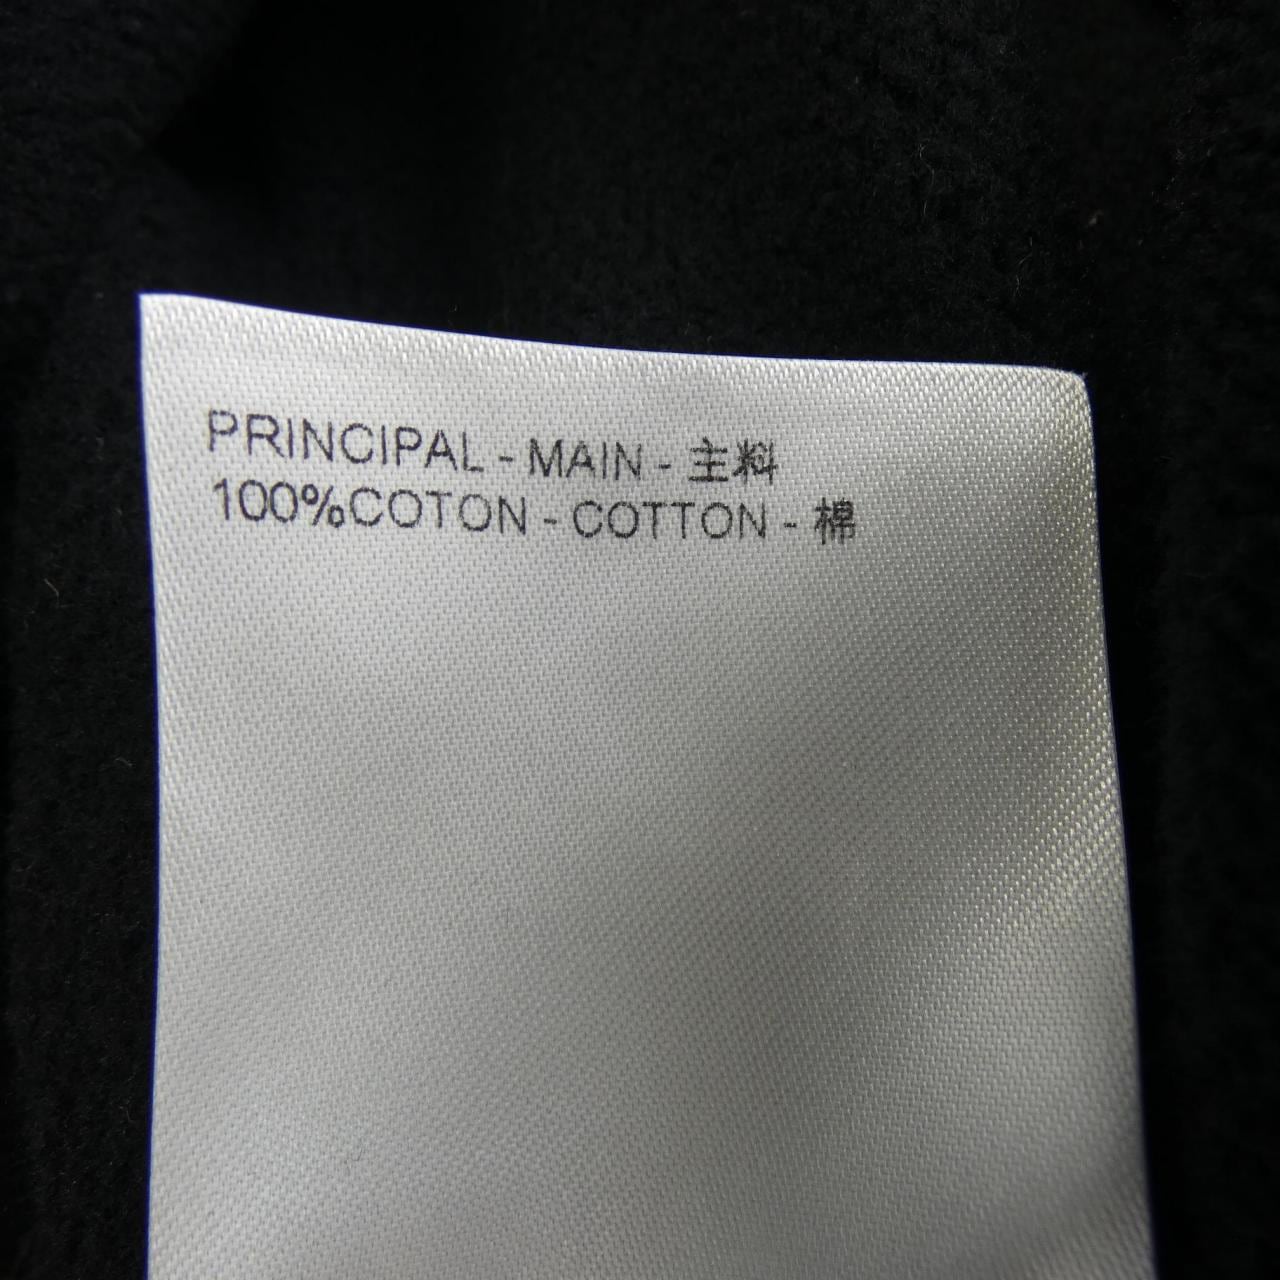 PRINCIPAL - MAIN - 主料
100%COTON - COTTON - 棉